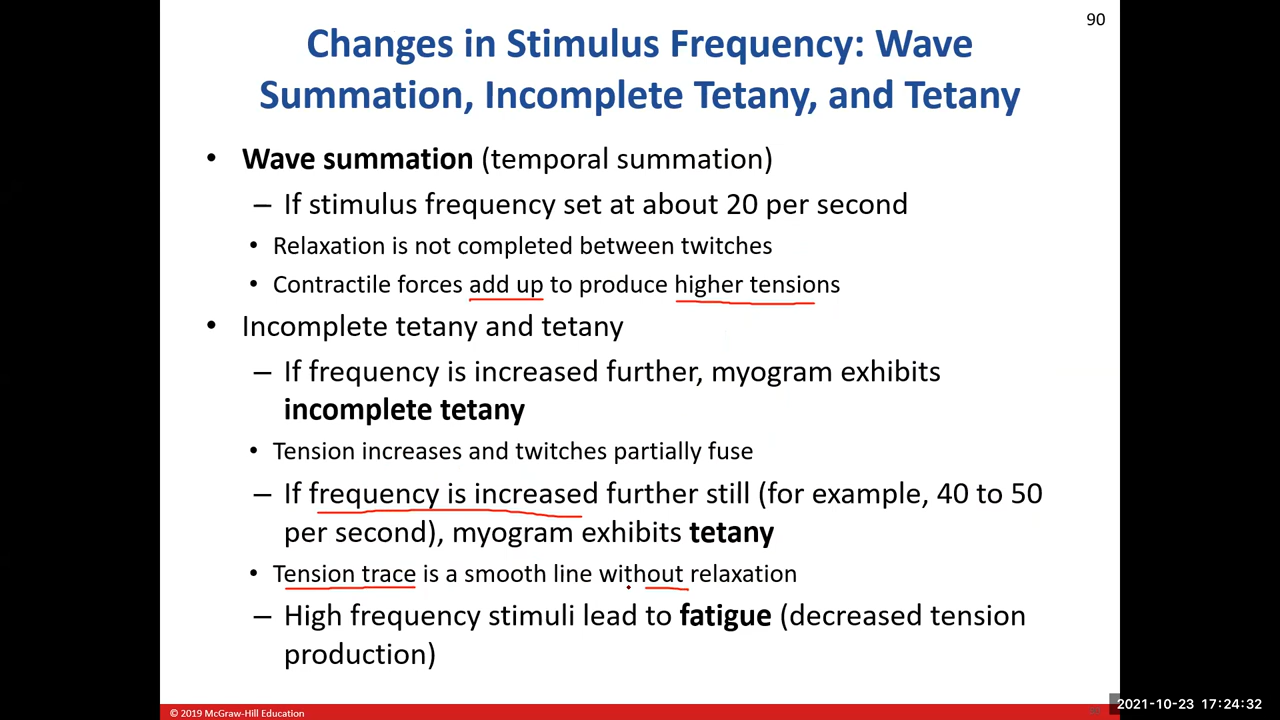 90
Changes in Stimulus Frequency: Wave
Summation, Incomplete Tetany, and Tetany
• Wave summation (temporal summation)
– If stimulus frequency set at about 20 per second
• Relaxation is not completed between twitches
• Contractile forces add up to produce higher tensions
• Incomplete tetany and tetany
– If frequency is increased further, myogram exhibits
incomplete tetany
• Tension increases and twitches partially fuse
– If frequency is increased further still (for example, 40 to 50
per second), myogram exhibits tetany
• Tension trace is a smooth line without relaxation
– High frequency stimuli lead to fatigue (decreased tension
production)
© 2019 McGraw-Hill Education
2021-10-23 17:24:32